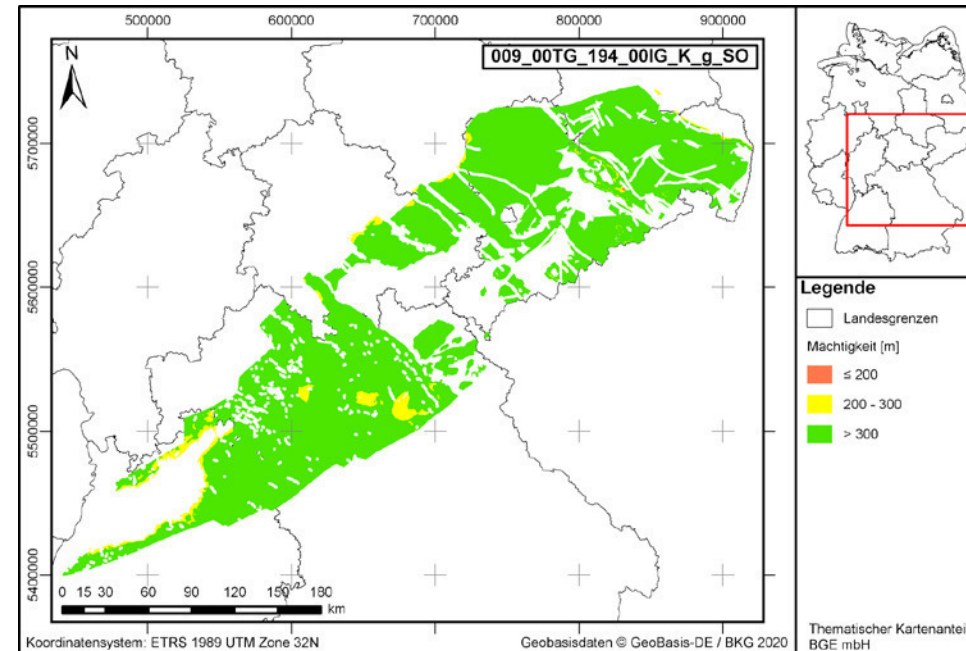 500000 600000 700000 800000 900000
009_00TG_194_00IG_K_g_SO
N
5700000
5600000
5500000
5400000
0 15 30 60 90 120 150 180
km
Koordinatensystem: ETRS 1989 UTM Zone 32N
Geobasisdaten © GeoBasis-DE / BKG 2020
Legende
Landesgrenzen
Mächtigkeit [m]
≤ 200
200 - 300
> 300
Thematischer Kartenantei
BGE mbH